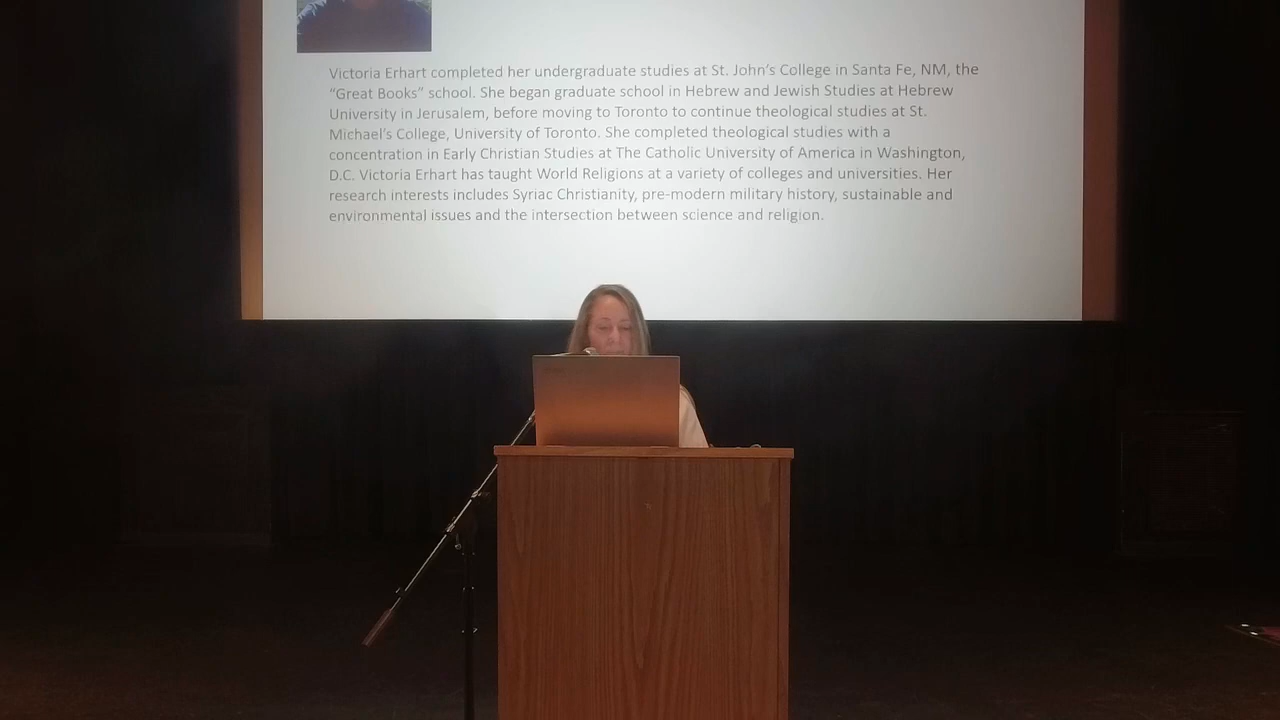 Victoria Erhart completed her undergraduate studies at St. John's College in Santa Fe, NM, the
“Great Books” school. She began graduate school in Hebrew and Jewish Studies at Hebrew
University in Jerusalem, before moving to Toronto to continue theological studies at St.
Michael's College, University of Toronto. She completed theological studies with a
concentration in Early Christian Studies at The Catholic University of America in Washington,
D.C. Victoria Erhart has taught World Religions at a variety of colleges and universities. Her
research interests includes Syriac Christianity, pre-modern military history, sustainable and
environmental issues and the intersection between science and religion.